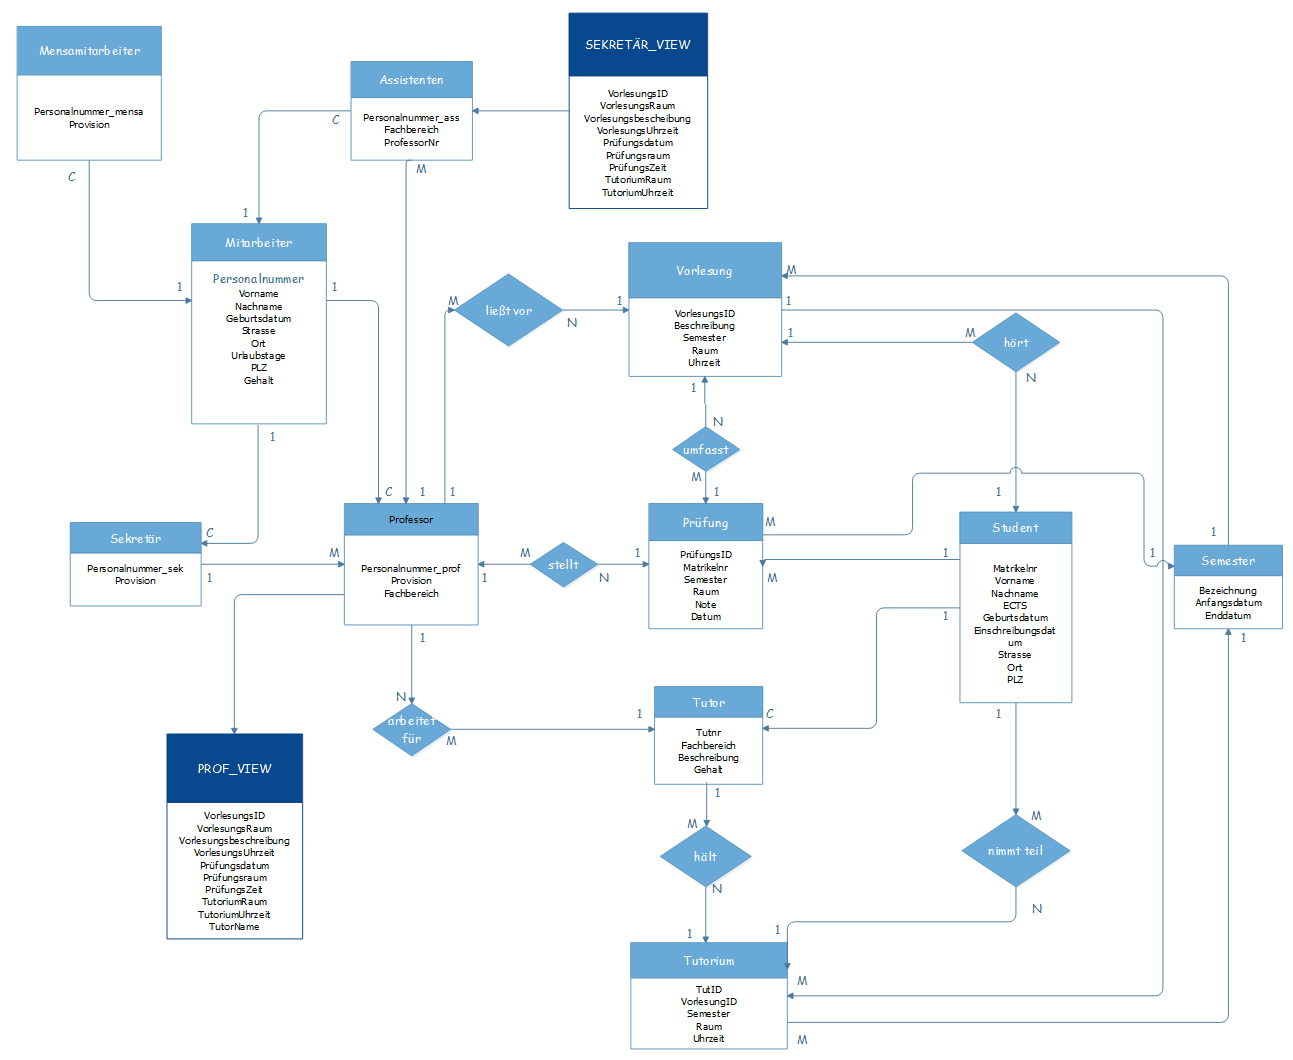 Mensamitarbeiter
Personalnummer_mensa
Provision
C
1
Assistenten
Personalnummer_ass
Fachbereich
ProfessorNr
C
1
M
SEKRETÄR_VIEW
VorlesungsID
VorlesungsRaum
Vorlesungsbescheibung
VorlesungsUhrzeit
Prüfungsdatum
Prüfungsraum
PrüfungsZeit
TutoriumRaum
TutoriumUhrzeit
Mitarbeiter
Personalnummer
Vorname
Nachname
Geburtsdatum
Strasse
Ort
Urlaubstage
PLZ
Gehalt
1
1
C
1
M
ließt vor
N
1
Vorlesung
VorlesungsID
Beschreibung
Semester
Raum
Uhrzeit
M
1
1
M
hört
N
1
1
N
umfasst
M
1
Sekretär
Personalnummer_sek
Provision
C
1
M
Professor
Personalnummer_prof
Provision
Fachbereich
1
1
M
stellt
N
1
Prüfung
PrüfungsID
Matrikelnr
Semester
Raum
Note
Datum
M
M
1
Student
Matrikelnr
Vorname
Nachname
ECTS
Geburtsdatum
Einschreibungsdat
um
Strasse
Ort
PLZ
1
1
1
1
Semester
Bezeichnung
Anfangsdatum
Enddatum
1
1
N
arbeitet
für
M
1
Tutor
Tutnr
Fachbereich
Beschreibung
Gehalt
C
1
M
hält
N
1
M
nimmt teil
N
1
M
PROF_VIEW
VorlesungsID
VorlesungsRaum
Vorlesungsbeschreibung
VorlesungsUhrzeit
Prüfungsdatum
Prüfungsraum
PrüfungsZeit
TutoriumRaum
TutoriumUhrzeit
TutorName
Tutorium
TutID
VorlesungID
Semester
Raum
Uhrzeit
M